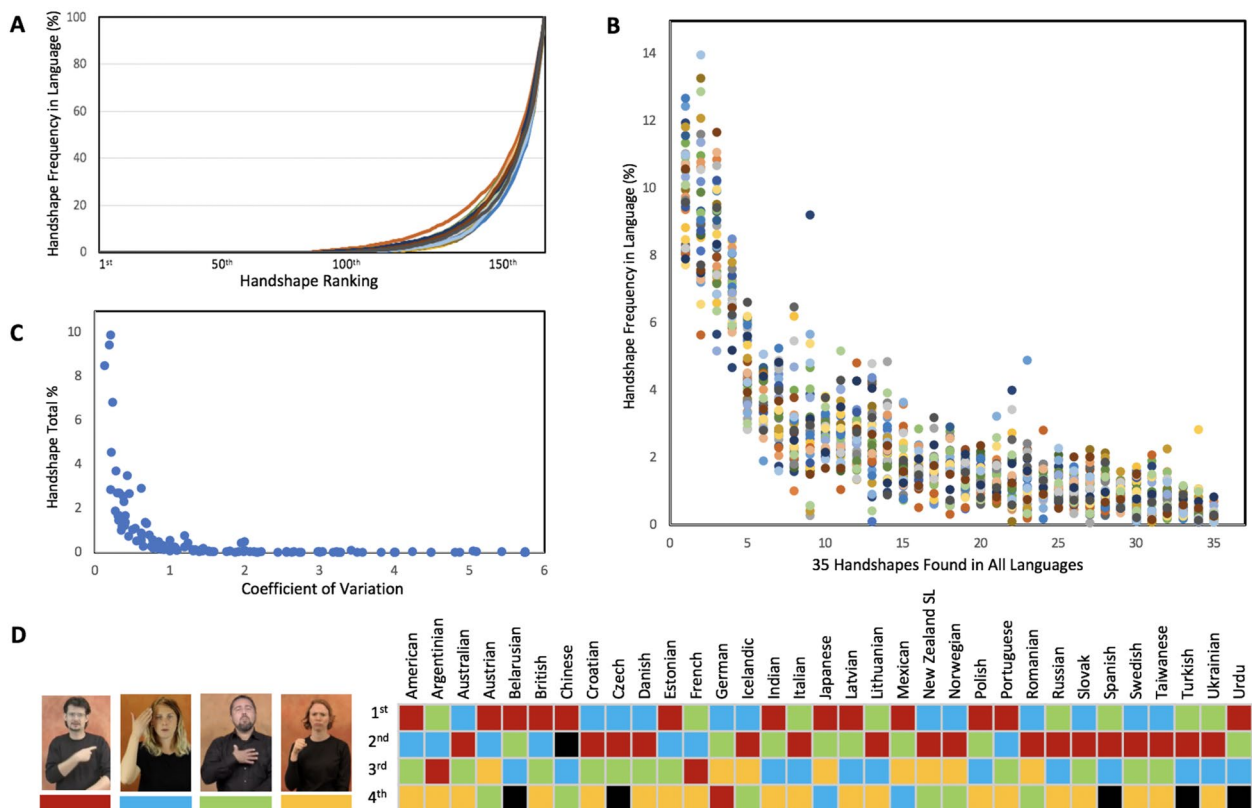 A
Handshape Frequency in Language (%)
100
80
60
40
20
0
1st
50th
100th
150th
Handshape Ranking
B
Handshape Frequency in Language (%)
14
12
10
8
6
4
2
0
0
5
10
15
20
25
30
35
35 Handshapes Found in All Languages
C
Handshape Total %
10
8
6
4
2
0
0
1
2
3
4
5
6
Coefficient of Variation
D
American
Argentinian
Australian
Austrian
Belarusian
British
Chinese
Croatian
Czech
Danish
Estonian
French
German
Icelandic
Indian
Italian
Japanese
Latvian
Lithuanian
Mexican
New Zealand SL
Norwegian
Polish
Portuguese
Romanian
Russian
Slovak
Spanish
Swedish
Taiwanese
Turkish
Ukrainian
Urdu
1st
2nd
3rd
4th